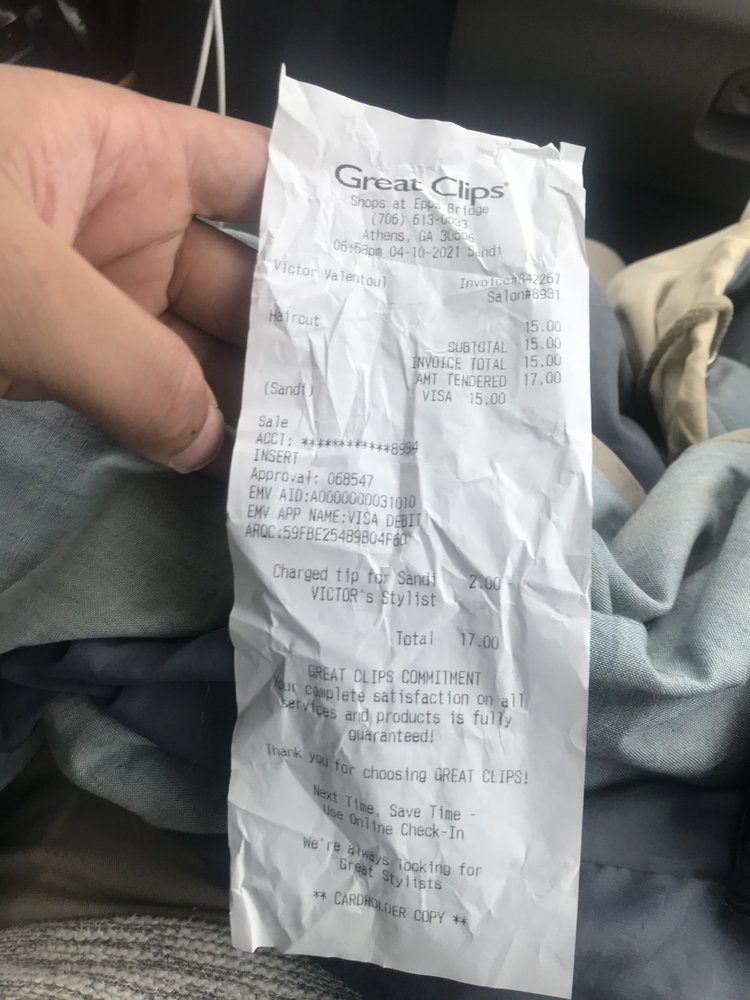 Great Clips®
Shops at Epps Bridge
(706) 613-0033
Athens, GA 30606
06:58pm 04-10-2021 Sandi
Victor Valentoul Invoice#642267
Salon#8931
Haircut 15.00
SUBTOTAL 15.00
INVOICE TOTAL 15.00
AMT TENDERED 17.00
(Sandi) VISA 15.00
Sale
ACCT: ************8994
INSERT
Approval: 068547
EMV AID:A0000000031010
EMV APP NAME:VISA DEBIT
ARQC:59FBE25489B04F60
Charged tip for Sandi 2.00
VICTOR's Stylist
Total 17.00
GREAT CLIPS COMMITMENT
Your complete satisfaction on all
services and products is fully
guaranteed!
Thank you for choosing GREAT CLIPS!
Next Time, Save Time -
Use Online Check-In
We're always looking for
Great Stylists
** CARDHOLDER COPY **